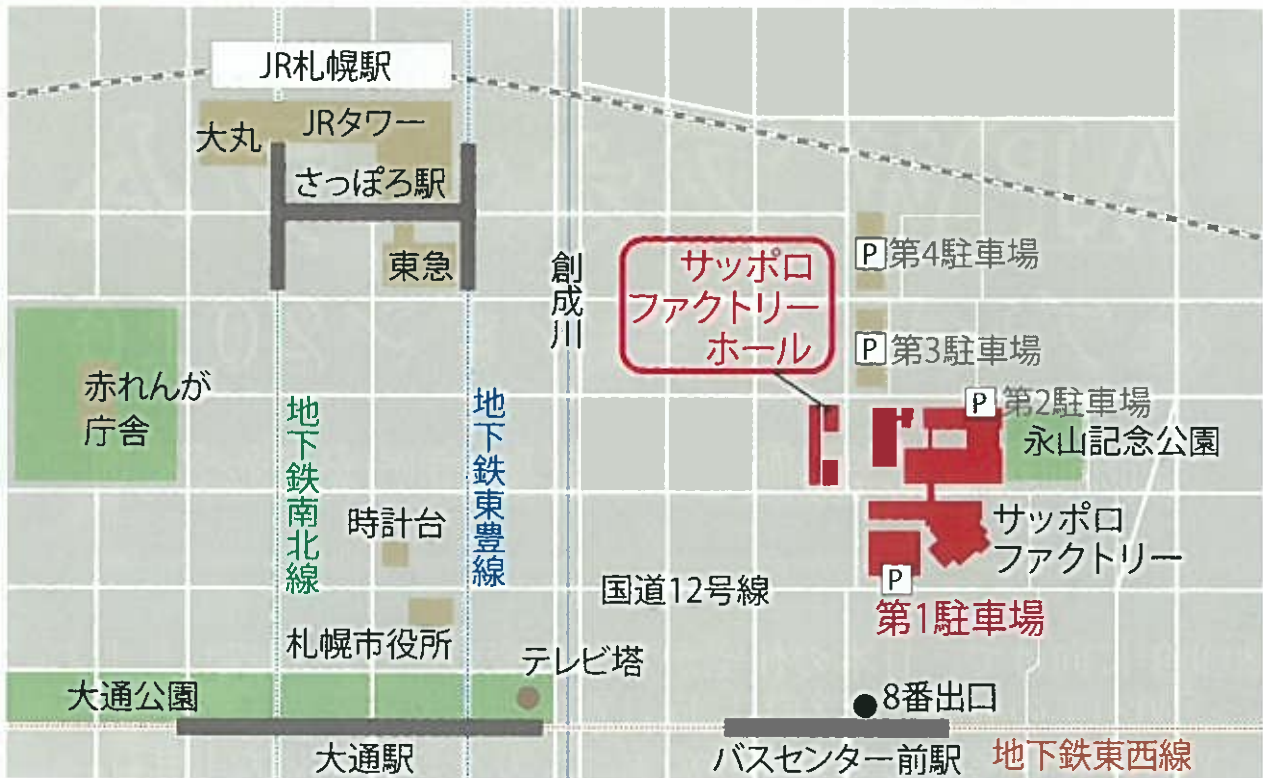 JR札幌駅
大丸
JRタワー
さっぽろ駅
東急
創成川
サッポロ
ファクトリー
ホール
P 第4駐車場
P 第3駐車場
P 第2駐車場
永山記念公園
赤れんが
庁舎
地下鉄南北線
地下鉄東豊線
時計台
サッポロ
ファクトリー
国道12号線
P
第1駐車場
札幌市役所
テレビ塔
大通公園
8番出口
大通駅
バスセンター前駅
地下鉄東西線